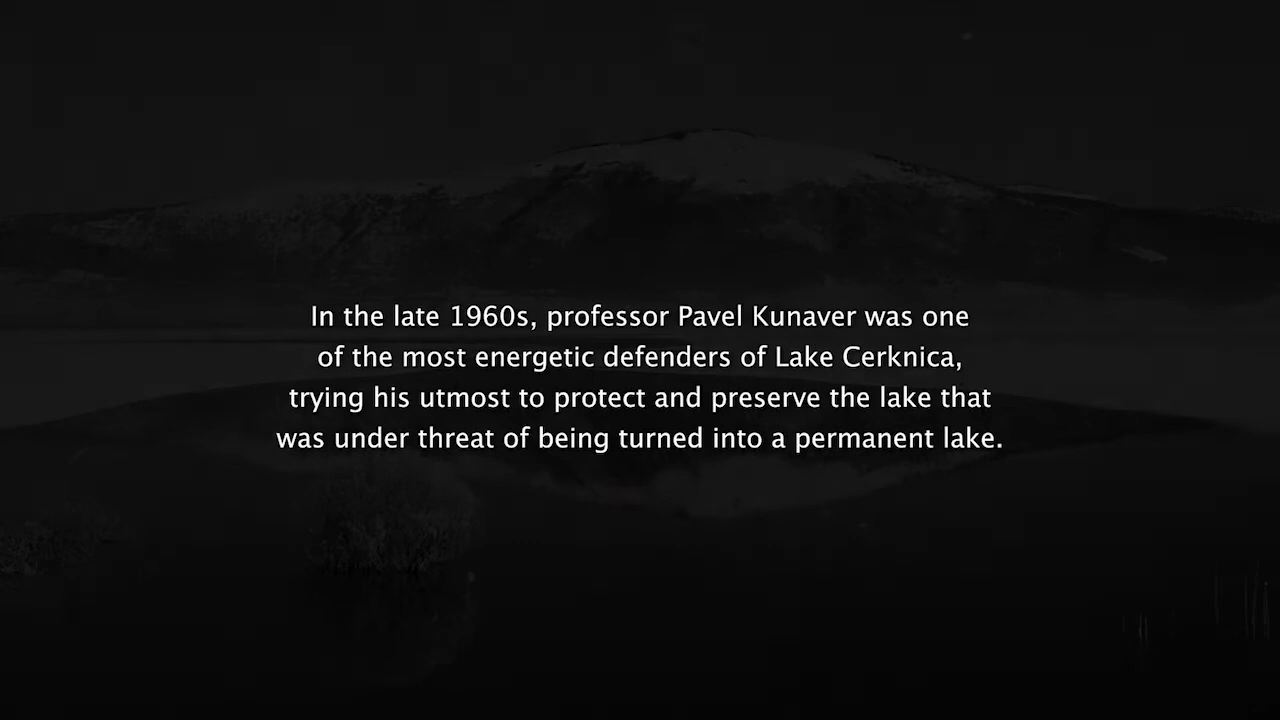 In the late 1960s, professor Pavel Kunaver was one
of the most energetic defenders of Lake Cerknica,
trying his utmost to protect and preserve the lake that
was under threat of being turned into a permanent lake.